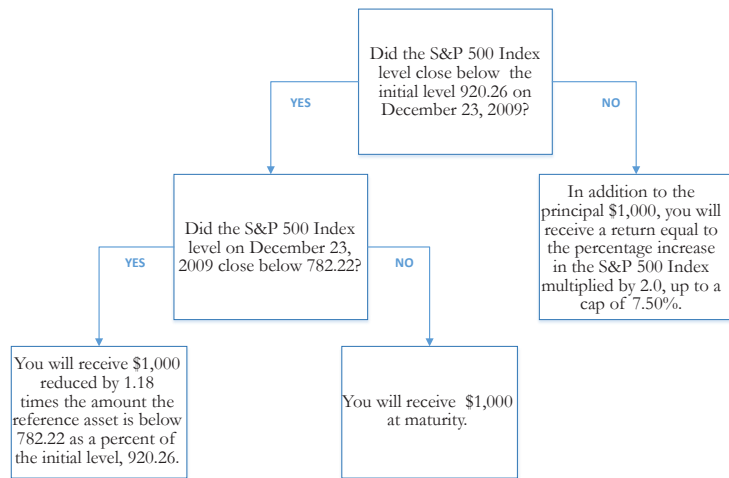 Did the S&P 500 Index
level close below the
initial level 920.26 on
December 23, 2009?
YES
NO
Did the S&P 500 Index
level on December 23,
2009 close below 782.22?
In addition to the
principal $1,000, you will
receive a return equal to
the percentage increase
in the S&P 500 Index
multiplied by 2.0, up to a
cap of 7.50%.
YES
NO
You will receive $1,000
reduced by 1.18
times the amount the
reference asset is below
782.22 as a percent of
the initial level, 920.26.
You will receive $1,000
at maturity.